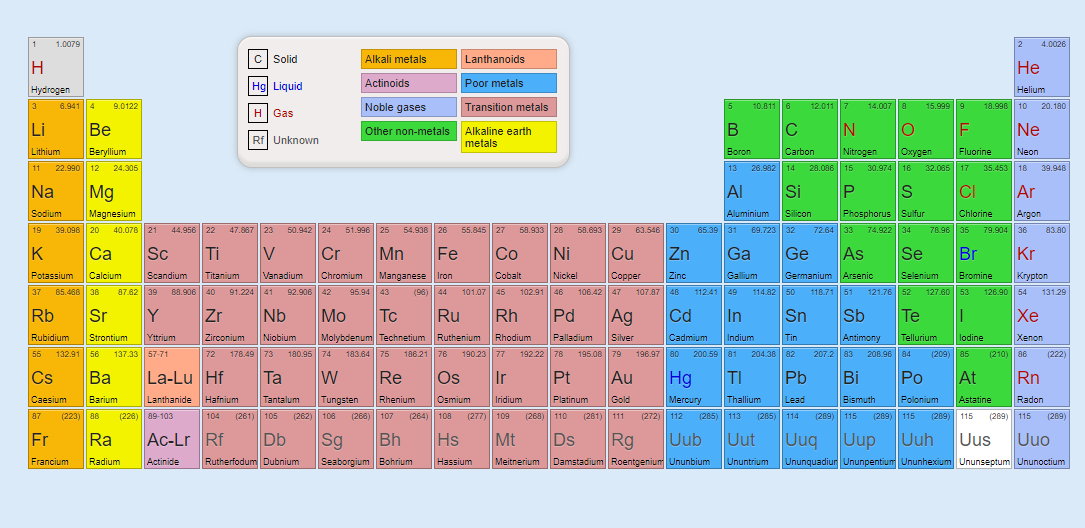 1 1.0079
H
Hydrogen
C Solid
Hg Liquid
H Gas
Rf Unknown
Alkali metals
Lanthanoids
Actinoids
Poor metals
Noble gases
Transition metals
Other non-metals
Alkaline earth
metals
2 4.0026
He
Helium
3 6.941 4 9.0122 5 10.811 6 12.011 7 14.007 8 15.999 9 18.998 10 20.180
Li Be B C N O F Ne
Lithium Beryllium Boron Carbon Nitrogen Oxygen Fluorine Neon
11 22.990 12 24.305 13 26.982 14 28.086 15 30.974 16 32.065 17 35.453 18 39.948
Na Mg Al Si P S Cl Ar
Sodium Magnesium Aluminium Silicon Phosphorus Sulfur Chlorine Argon
19 39.098 20 40.078 21 44.956 22 47.867 23 50.942 24 51.996 25 54.938 26 55.845 27 58.933 28 58.693 29 63.546 30 65.39 31 69.723 32 72.64 33 74.922 34 78.96 35 79.904 36 83.80
K Ca Sc Ti V Cr Mn Fe Co Ni Cu Zn Ga Ge As Se Br Kr
Potassium Calcium Scandium Titanium Vanadium Chromium Manganese Iron Cobalt Nickel Copper Zinc Gallium Germanium Arsenic Selenium Bromine Krypton
37 85.468 38 87.62 39 88.906 40 91.224 41 92.906 42 95.94 43 (96) 44 101.07 45 102.91 46 106.42 47 107.87 48 112.41 49 114.82 50 118.71 51 121.76 52 127.60 53 126.90 54 131.29
Rb Sr Y Zr Nb Mo Tc Ru Rh Pd Ag Cd In Sn Sb Te I Xe
Rubidium Strontium Yttrium Zirconium Niobium Molybdenum Technetium Ruthenium Rhodium Palladium Silver Cadmium Indium Tin Antimony Tellurium Iodine Xenon
55 132.91 56 137.33 57-71 72 178.49 73 180.95 74 183.64 75 186.21 76 190.23 77 192.22 78 195.08 79 196.97 80 200.59 81 204.38 82 207.2 83 208.96 84 (209) 85 (210) 86 (222)
Cs Ba La-Lu Hf Ta W Re Os Ir Pt Au Hg Tl Pb Bi Po At Rn
Caesium Barium Lanthanide Hafnium Tantalum Tungsten Rhenium Osmium Iridium Platinum Gold Mercury Thallium Lead Bismuth Polonium Astatine Radon
87 (223) 88 (226) 89-103 104 (261) 105 (262) 106 (266) 107 (264) 108 (277) 109 (268) 110 (281) 111 (272) 112 (285) 113 (285) 114 (289) 115 (289) 115 (289) 115 (289) 115 (289)
Fr Ra Ac-Lr Rf Db Sg Bh Hs Mt Ds Rg Uub Uut Uuq Uup Uuh Uus Uuo
Francium Radium Actinide Rutherfodum Dubnium Seaborgium Bohrium Hassium Meitnerium Damstadium Roentgenium Ununbium Ununtrium Ununquadium Ununpentium Ununhexium Ununseptum Ununoctium